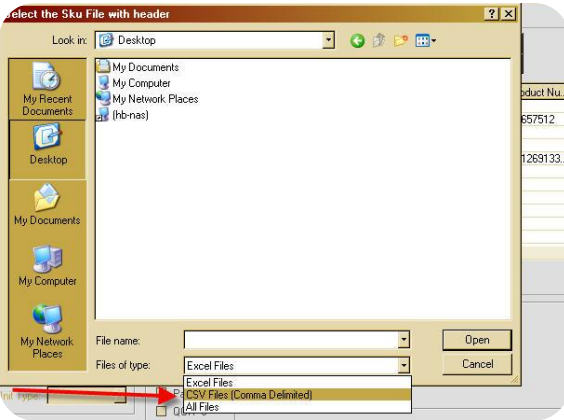 Select the Sku File with header
Look in:
Desktop
My Recent
Documents
Desktop
My Documents
My Computer
My Network
Places
My Documents
My Computer
My Network Places
(hb-nas)
File name:
Open
Files of type:
Excel Files
Cancel
Excel Files
CSV Files (Comma Delimited)
All Files
oduct Nu...
657512
1269133...
Unit Type: